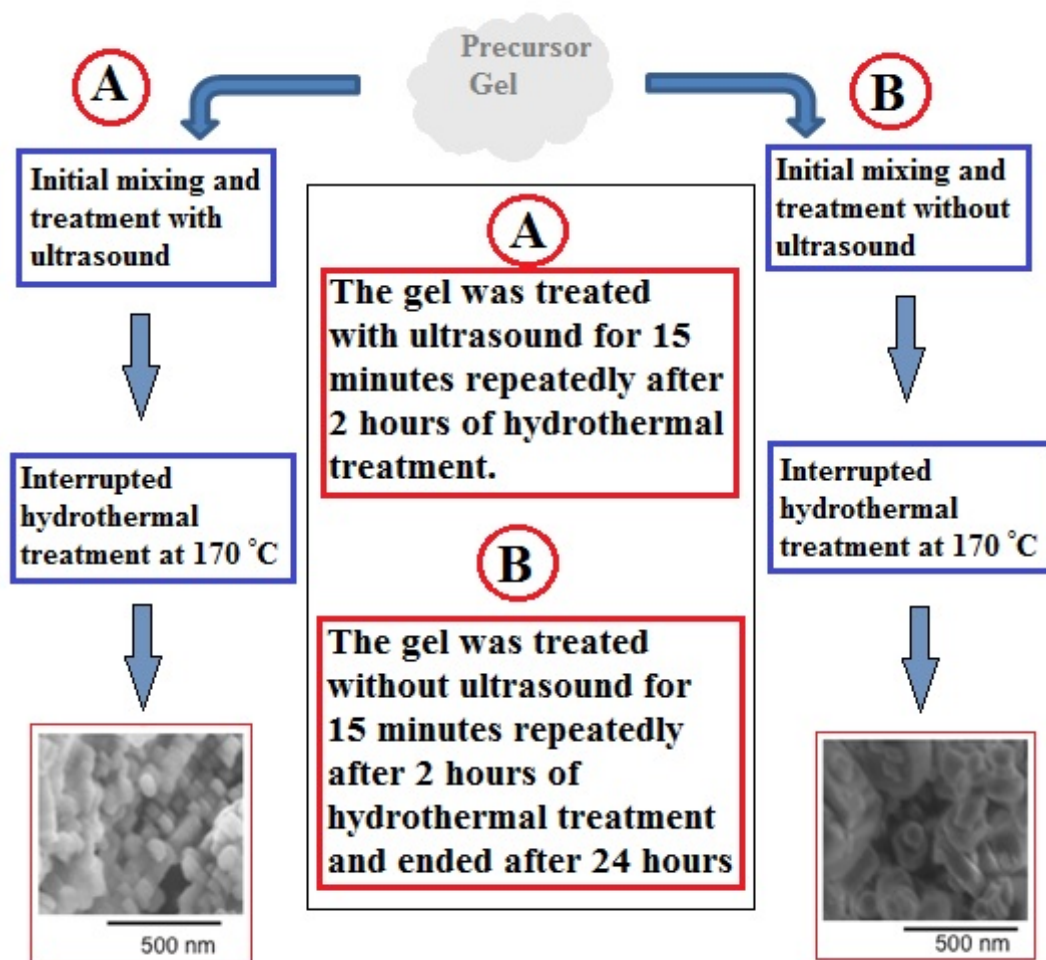 Precursor
Gel
A
B
Initial mixing and
treatment with
ultrasound
Initial mixing and
treatment without
ultrasound
A
The gel was treated
with ultrasound for 15
minutes repeatedly after
2 hours of hydrothermal
treatment.
Interrupted
hydrothermal
treatment at 170 °C
Interrupted
hydrothermal
treatment at 170 °C
B
The gel was treated
without ultrasound for
15 minutes repeatedly
after 2 hours of
hydrothermal treatment
and ended after 24 hours
500 nm
500 nm